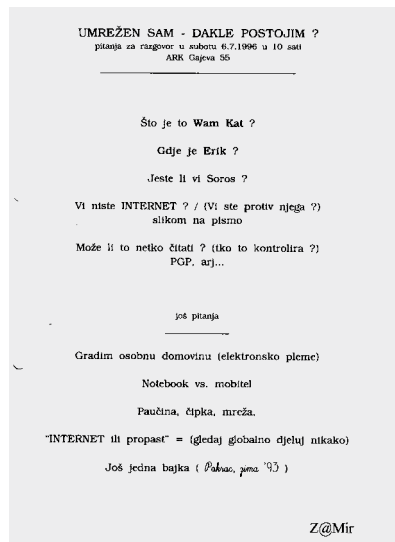 UMREŽEN SAM - DAKLE POSTOJIM ?
pitanja za razgovor u subotu 6.7.1996 u 10 sati
ARK Gajeva 55
Što je to Wam Kat ?
Gdje je Erik ?
Jeste li vi Soros ?
Vi niste INTERNET ? / (Vi ste protiv njega ?)
slikom na pismo
Može li to netko čitati ? (tko to kontrolira ?)
PGP, arj...
još pitanja
Gradim osobnu domovinu (elektronsko pleme)
Notebook vs. mobitel
Paučina, čipka, mreža.
"INTERNET ili propast" = (gledaj globalno djeluj nikako)
Još jedna bajka ( Pakrac, zima '93 )
Z@Mir